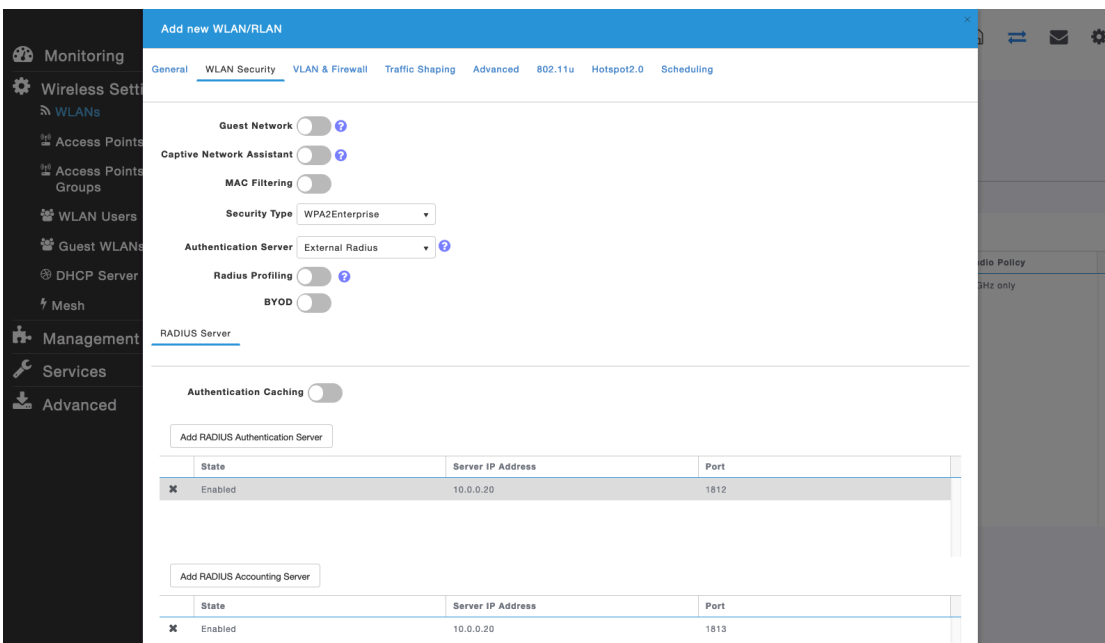 Add new WLAN/RLAN
×
General WLAN Security VLAN & Firewall Traffic Shaping Advanced 802.11u Hotspot2.0 Scheduling
Monitoring
Wireless Setti
WLANs
Access Points
Access Points
Groups
WLAN Users
Guest WLANs
DHCP Server
Mesh
Management
Services
Advanced
Guest Network ?
Captive Network Assistant ?
MAC Filtering
Security Type WPA2Enterprise
Authentication Server External Radius ?
Radius Profiling ?
BYOD
RADIUS Server
Authentication Caching
Add RADIUS Authentication Server
State Server IP Address Port
Enabled 10.0.0.20 1812
Add RADIUS Accounting Server
State Server IP Address Port
Enabled 10.0.0.20 1813
dio Policy
GHz only